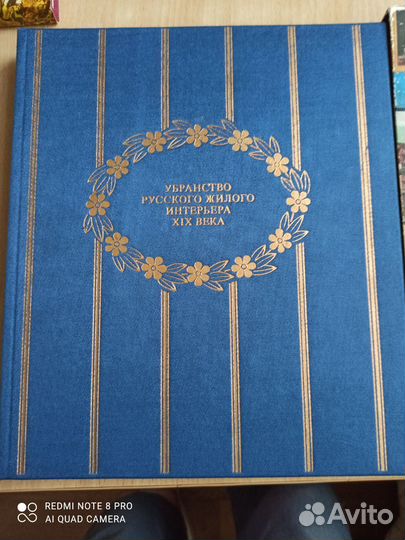 УБРАНСТВО
РУССКОГО ЖИЛОГО
ИНТЕРЬЕРА
XIX ВЕКА
REDMI NOTE 8 PRO
AI QUAD CAMERA
Avito